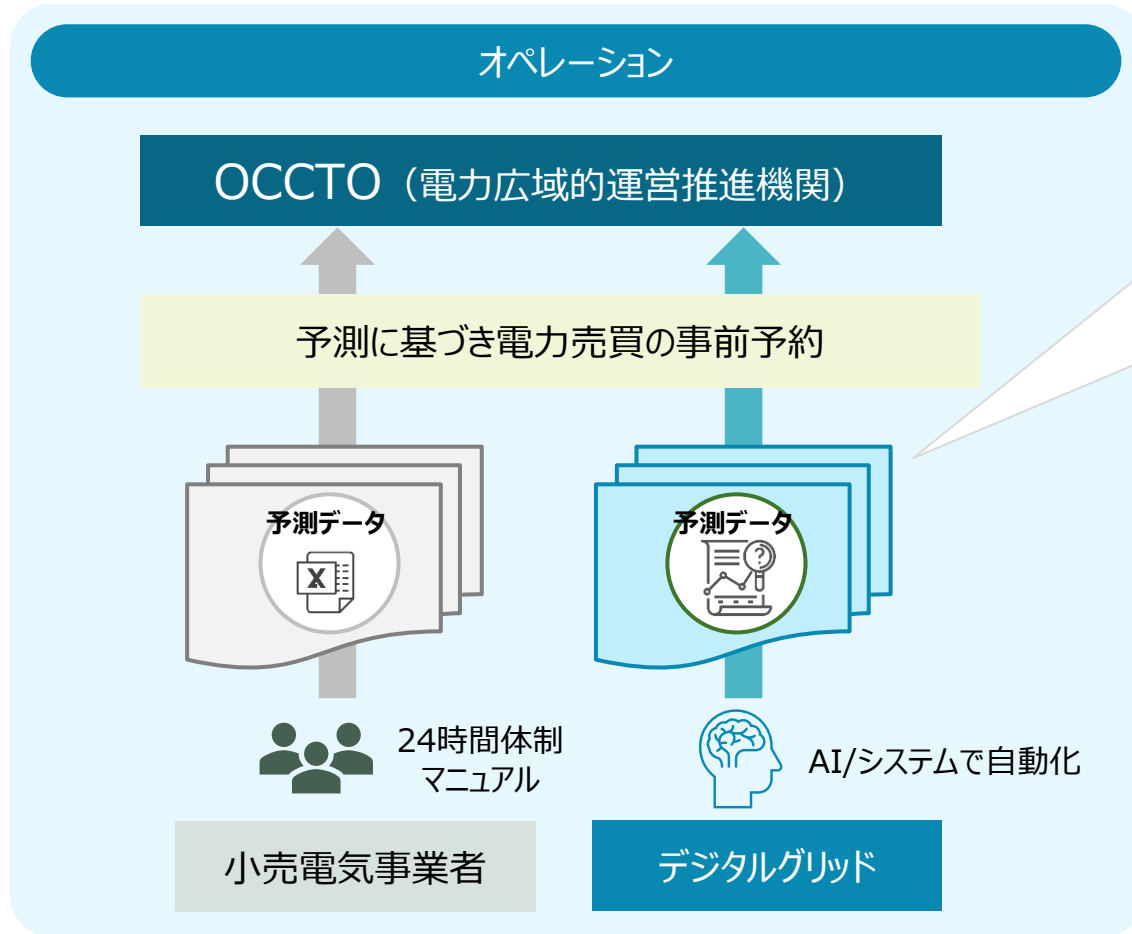 オペレーション
OCCTO（電力広域的運営推進機関）
予測に基づき電力売買の事前予約
予測データ
X
予測データ
?
24時間体制
マニュアル
AI/システムで自動化
小売電気事業者
デジタルグリッド